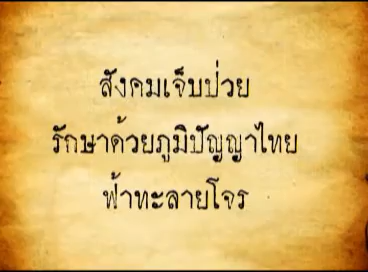 สังคมเจ็บป่วย
รักษาด้วยภูมิปัญญาไทย
ฟ้าทะลายโจร